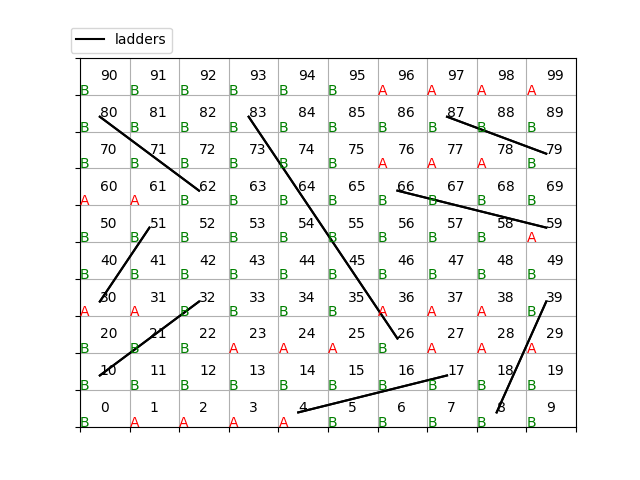 ladders
90 91 92 93 94 95 96 97 98 99
B B B B B B A A A A
80 81 82 83 84 85 86 87 88 89
B B B B B B B B B B
70 71 72 73 74 75 76 77 78 79
B B B B B B A A A B
60 61 62 63 64 65 66 67 68 69
A A B B B B B B B B
50 51 52 53 54 55 56 57 58 59
B B B B B B B B B A
40 41 42 43 44 45 46 47 48 49
B B B B B B B B B B
30 31 32 33 34 35 36 37 38 39
A A B B B B A A A B
20 21 22 23 24 25 26 27 28 29
B B B A A A B A A A
10 11 12 13 14 15 16 17 18 19
B B B B B B B B B B
0 1 2 3 4 5 6 7 8 9
B A A A A B B B B B